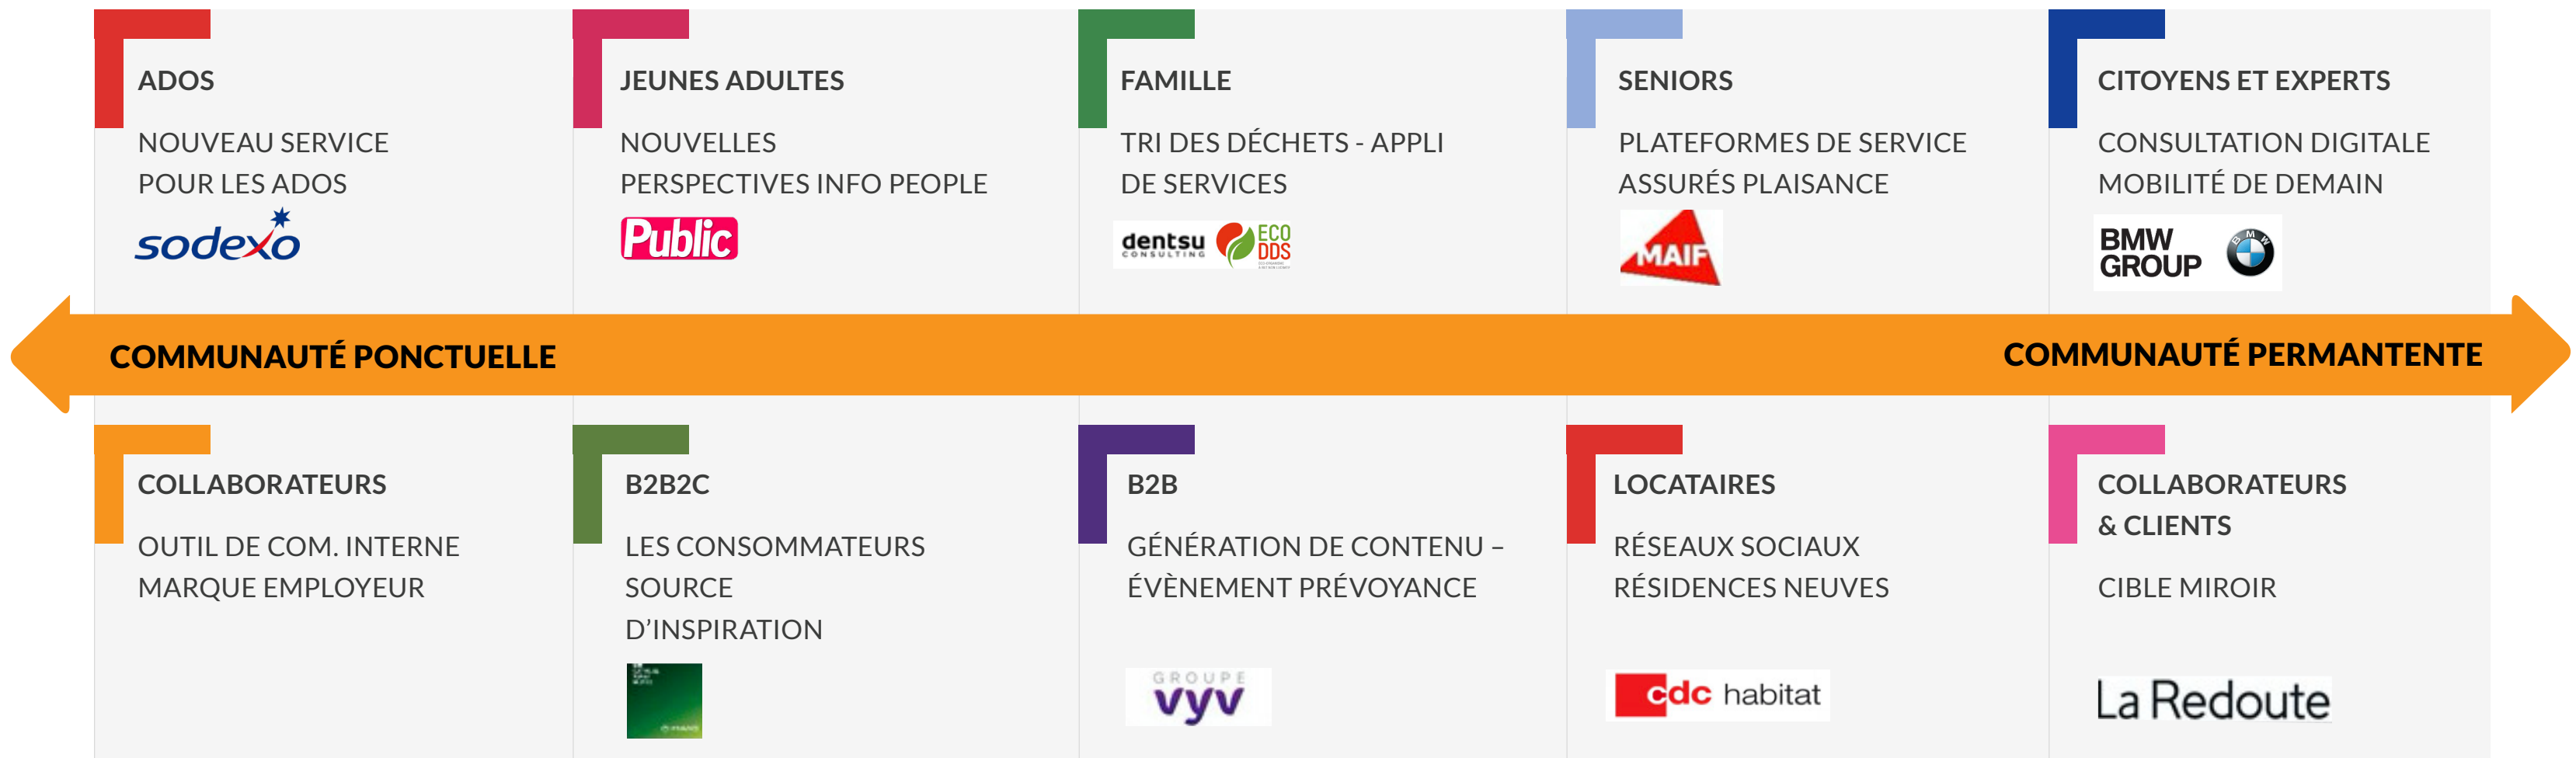 ADOS
NOUVEAU SERVICE
POUR LES ADOS
sodexo
JEUNES ADULTES
NOUVELLES
PERSPECTIVES INFO PEOPLE
Public
FAMILLE
TRI DES DÉCHETS - APPLI
DE SERVICES
dentsu
CONSULTING
ECO
DDS
SENIORS
PLATEFORMES DE SERVICE
ASSURÉS PLAISANCE
MAIF
CITOYENS ET EXPERTS
CONSULTATION DIGITALE
MOBILITÉ DE DEMAIN
BMW
GROUP
BMW
COMMUNAUTÉ PONCTUELLE
COMMUNAUTÉ PERMANTENTE
COLLABORATEURS
OUTIL DE COM. INTERNE
MARQUE EMPLOYEUR
B2B2C
LES CONSOMMATEURS
SOURCE
D’INSPIRATION
B2B
GÉNÉRATION DE CONTENU –
ÉVÈNEMENT PRÉVOYANCE
GROUPE
vyv
LOCATAIRES
RÉSEAUX SOCIAUX
RÉSIDENCES NEUVES
cdc habitat
COLLABORATEURS
& CLIENTS
CIBLE MIROIR
La Redoute